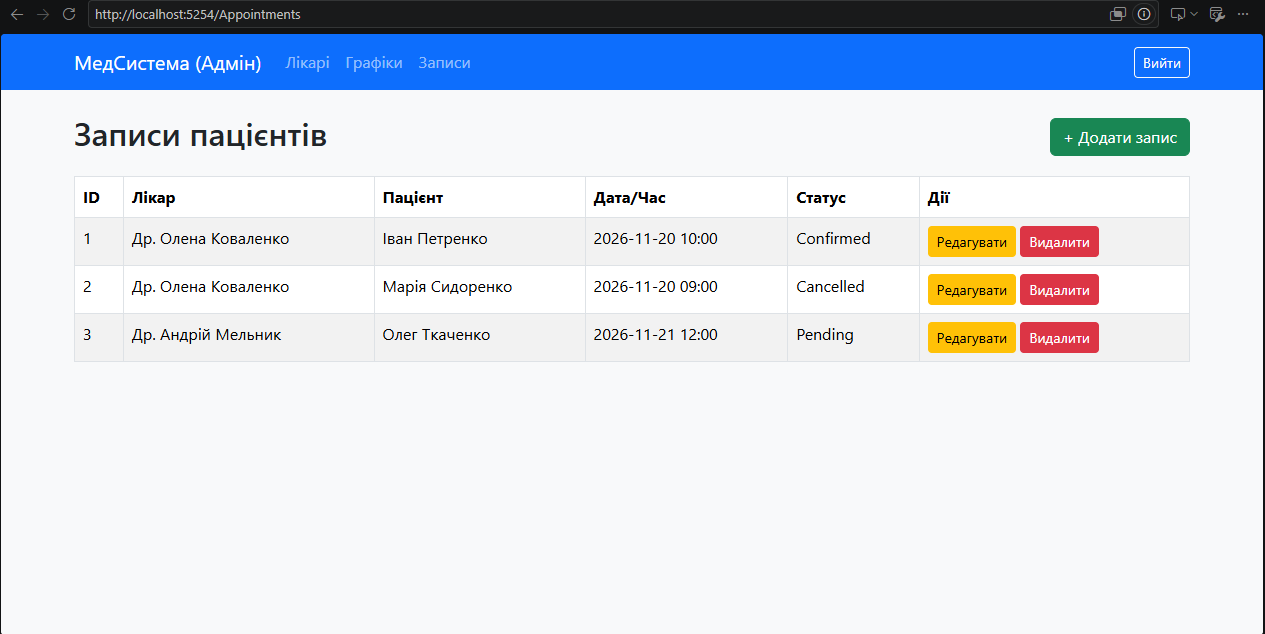 http://localhost:5254/Appointments
МедСистема (Адмін) Лікарі Графіки Записи Вийти
Записи пацієнтів + Додати запис
ID Лікар Пацієнт Дата/Час Статус Дії
1 Др. Олена Коваленко Іван Петренко 2026-11-20 10:00 Confirmed Редагувати Видалити
2 Др. Олена Коваленко Марія Сидоренко 2026-11-20 09:00 Cancelled Редагувати Видалити
3 Др. Андрій Мельник Олег Ткаченко 2026-11-21 12:00 Pending Редагувати Видалити